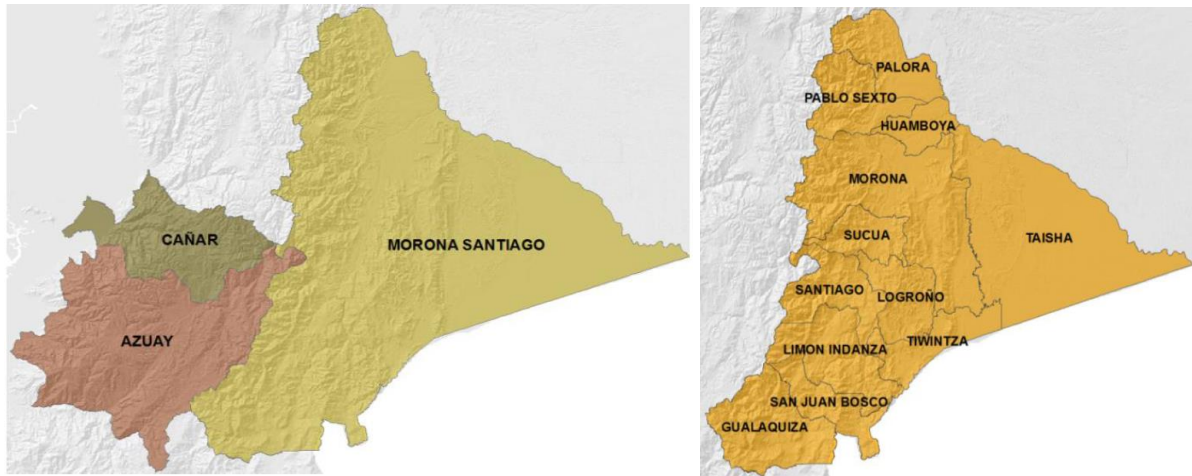 CAÑAR
MORONA SANTIAGO
AZUAY
PALORA
PABLO SEXTO
HUAMBOYA
MORONA
SUCUA
TAISHA
SANTIAGO
LOGROÑO
TIWINTZA
LIMON INDANZA
SAN JUAN BOSCO
GUALAQUIZA